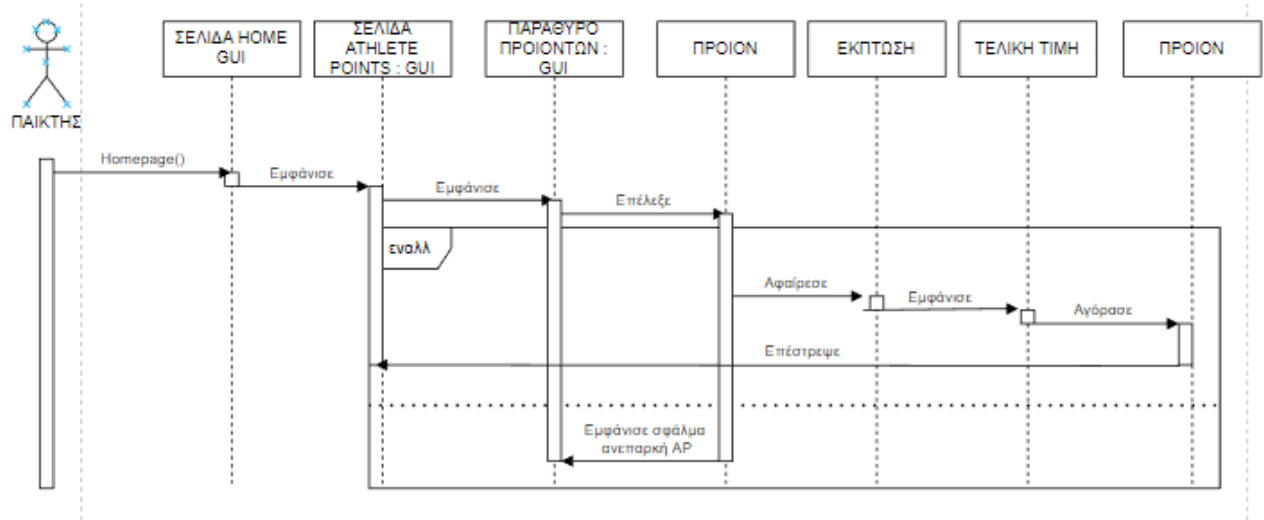 ΣΕΛΙΔΑ HOME
GUI
ΣΕΛΙΔΑ
ATHLETE
POINTS : GUI
ΠΑΡΑΘΥΡΟ
ΠΡΟΙΟΝΤΩΝ :
GUI
ΠΡΟΙΟΝ
ΕΚΠΤΩΣΗ
ΤΕΛΙΚΗ ΤΙΜΗ
ΠΡΟΙΟΝ
ΠΑΙΚΤΗΣ
Homepage()
Εμφάνισε
Εμφάνισε
Επέλεξε
εναλλ
Αφαίρεσε
Εμφάνισε
Αγόρασε
Επέστρεψε
Εμφάνισε σφάλμα
ανεπαρκή AP